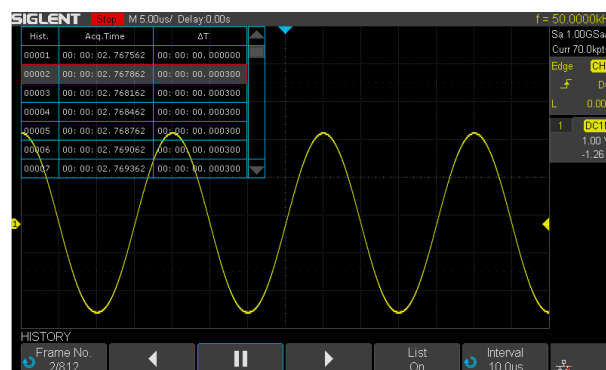 SIGLENT Stop M 5.00us/ Delay:0.00s f = 50.0000kH
Sa 1.00GSa/
Curr 70.0kpt
Hist. Acq.Time ΔT
00001 00: 00: 02. 767562 00: 00: 00. 000000
00002 00: 00: 02. 767862 00: 00: 00. 000300
00003 00: 00: 02. 768162 00: 00: 00. 000300
00004 00: 00: 02. 768462 00: 00: 00. 000300
00005 00: 00: 02. 768762 00: 00: 00. 000300
00006 00: 00: 02. 769062 00: 00: 00. 000300
00007 00: 00: 02. 769362 00: 00: 00. 000300
Edge CH
D
L 0.00
1 DC1
1.00
-1.26
1
HISTORY
Frame No. List Interval
2/812 On 10.0us